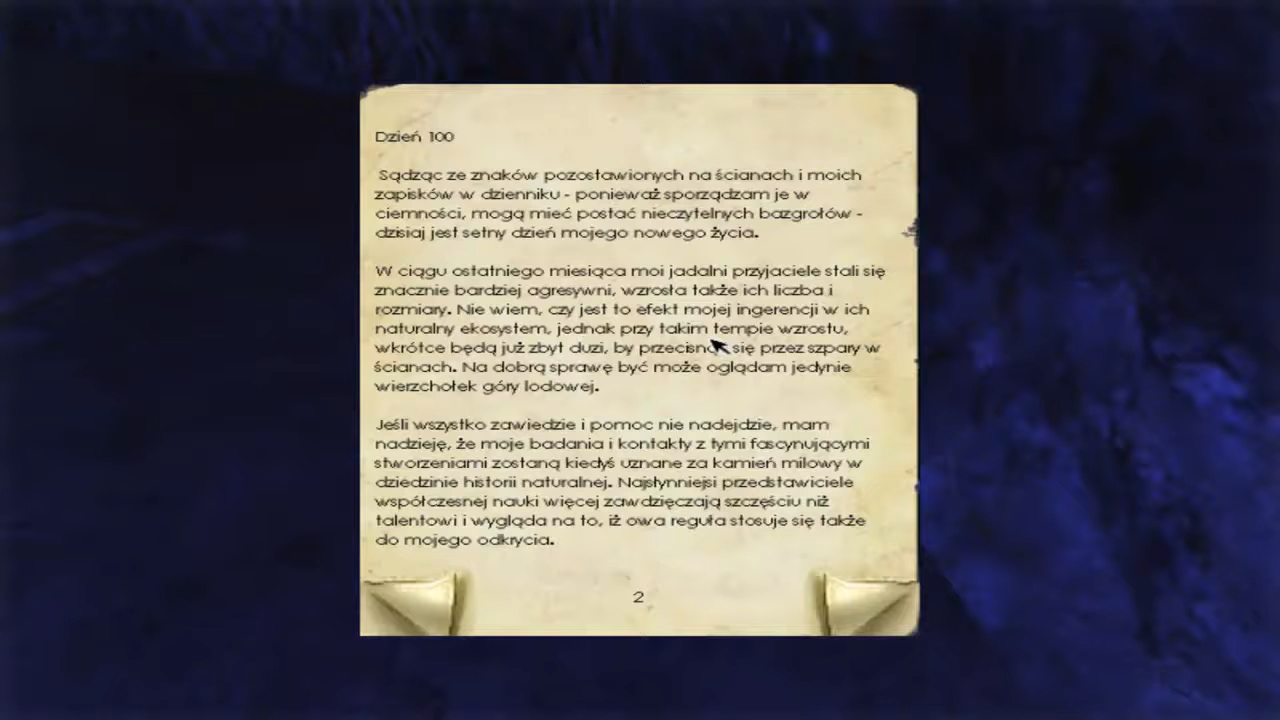 Dzień 100
Sądząc ze znaków pozostawionych na ścianach i moich
zapisków w dzienniku - ponieważ sporządzam je w
ciemności, mogą mieć postać nieczytelnych bazgrołów -
dzisiaj jest setny dzień mojego nowego życia.
W ciągu ostatniego miesiąca moi jadalni przyjaciele stali się
znacznie bardziej agresywni, wzrosła także ich liczba i
rozmiary. Nie wiem, czy jest to efekt mojej ingerencji w ich
naturalny ekosystem, jednak przy takim tempie wzrostu,
wkrótce będą już zbyt duzi, by się przez szpary w
ścianach. Na dobrą sprawę być może oglądam jedynie
wierzchołek góry lodowej.
Jeśli wszystko zawiedzie i pomoc nie nadejdzie, mam
nadzieję, że moje badania i kontakty z tymi fascynującymi
stworzeniami zostaną kiedyś uznane za kamień milowy w
dziedzinie historii naturalnej. Najsłynniejsi przedstawiciele
współczesnej nauki więcej zawdzięczają szczęściu niż
talentowi i wygląda na to, iż owa reguła stosuje się także
do mojego odkrycia.
2